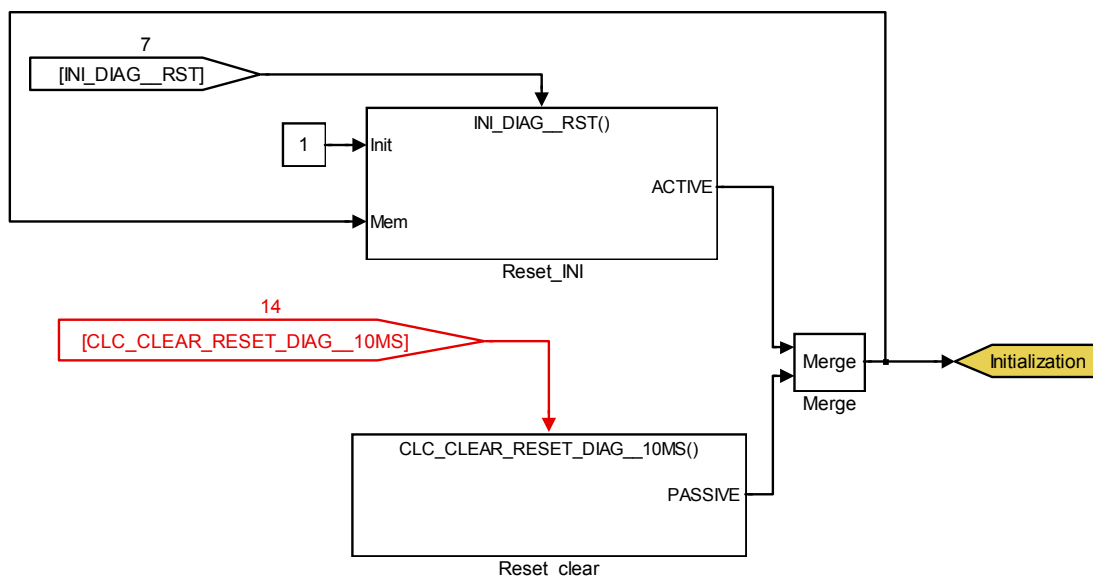 7
[INI_DIAG__RST]
INI_DIAG__RST()
1
Init
ACTIVE
Mem
Reset_INI
14
[CLC_CLEAR_RESET_DIAG__10MS]
Merge
Initialization
Merge
CLC_CLEAR_RESET_DIAG__10MS()
PASSIVE
Reset clear